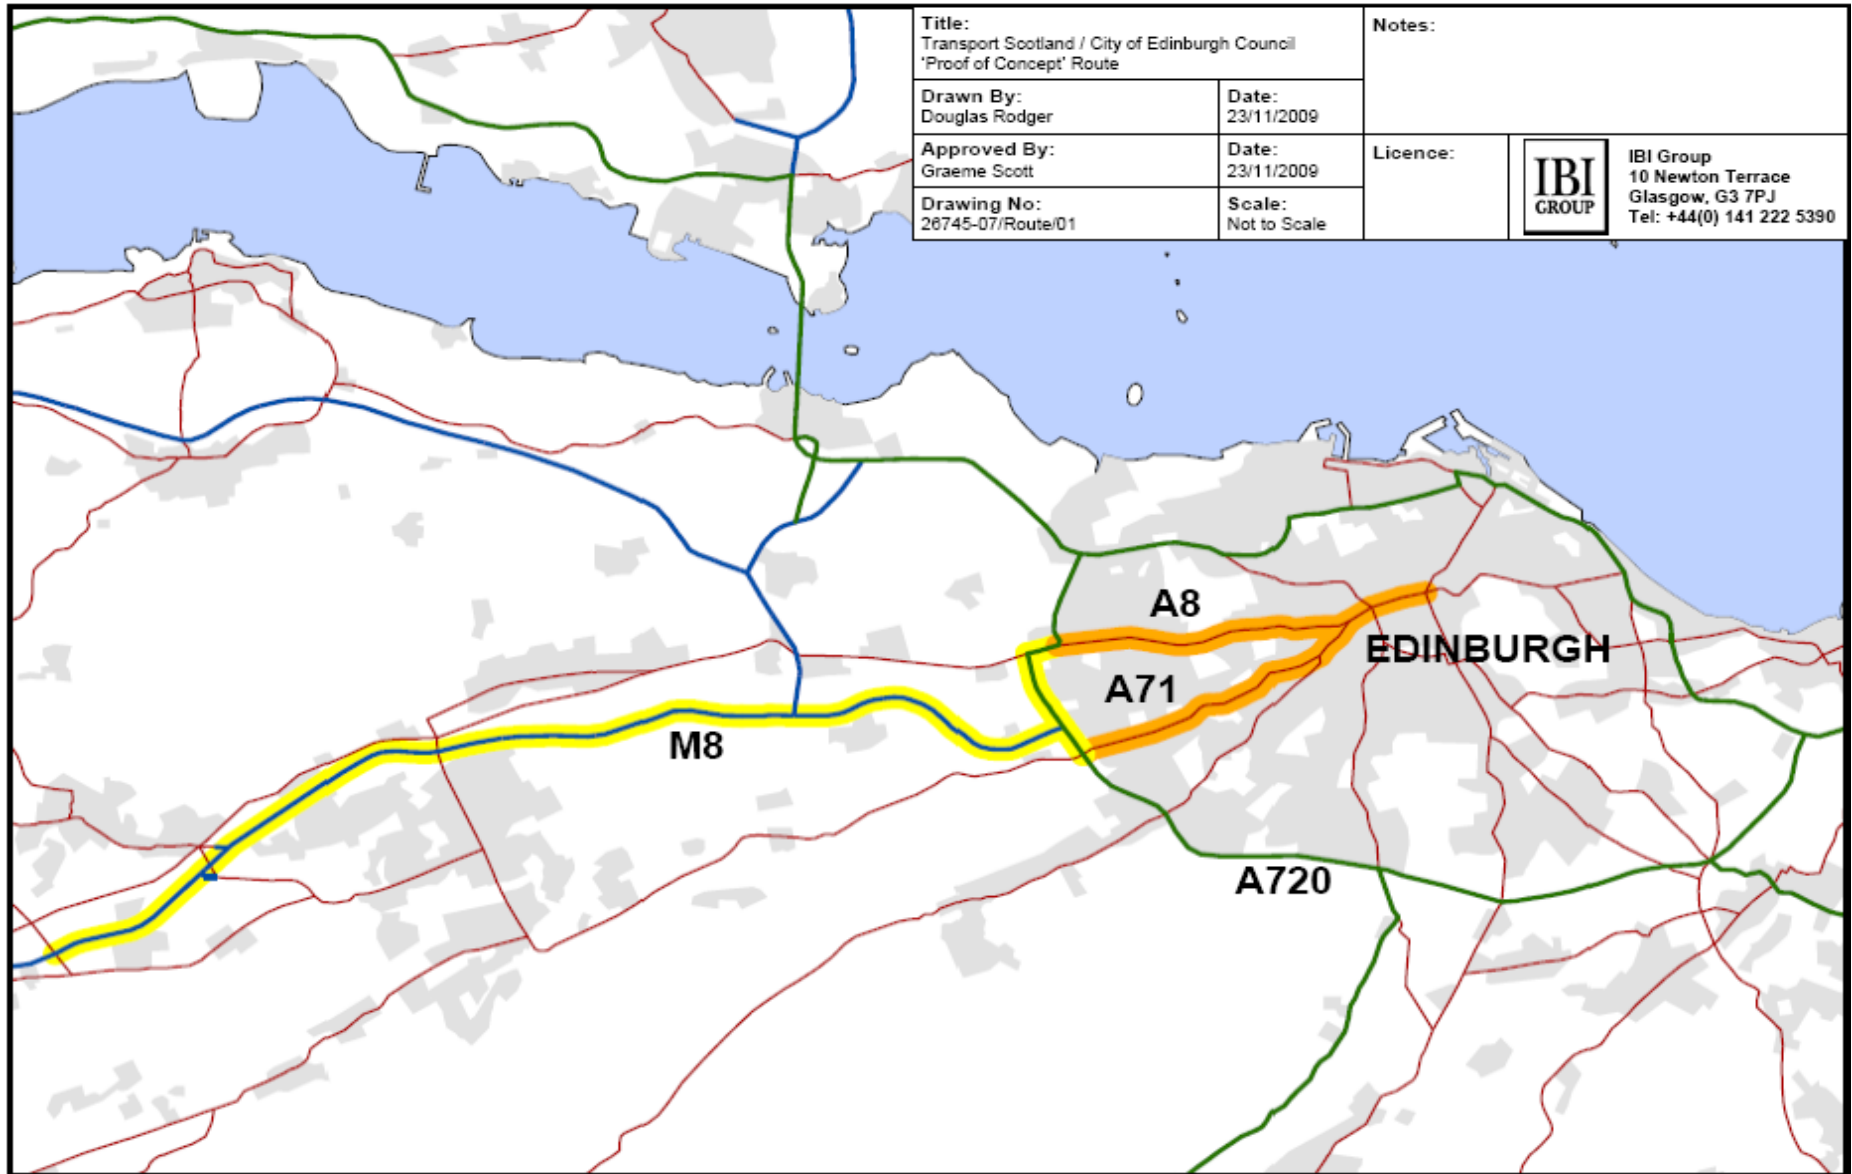 Title:
Transport Scotland / City of Edinburgh Council
'Proof of Concept' Route
Notes:
Drawn By:
Douglas Rodger
Date:
23/11/2009
Approved By:
Graeme Scott
Date:
23/11/2009
Licence:
IBI
GROUP
IBI Group
10 Newton Terrace
Glasgow, G3 7PJ
Tel: +44(0) 141 222 5390
Drawing No:
26745-07/Route/01
Scale:
Not to Scale
A8
EDINBURGH
A71
M8
A720